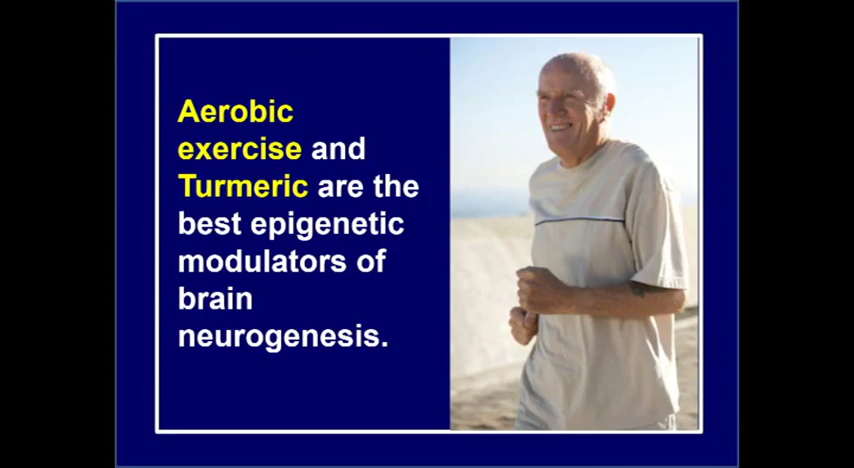 Aerobic
exercise and
Turmeric are the
best epigenetic
modulators of
brain
neurogenesis.